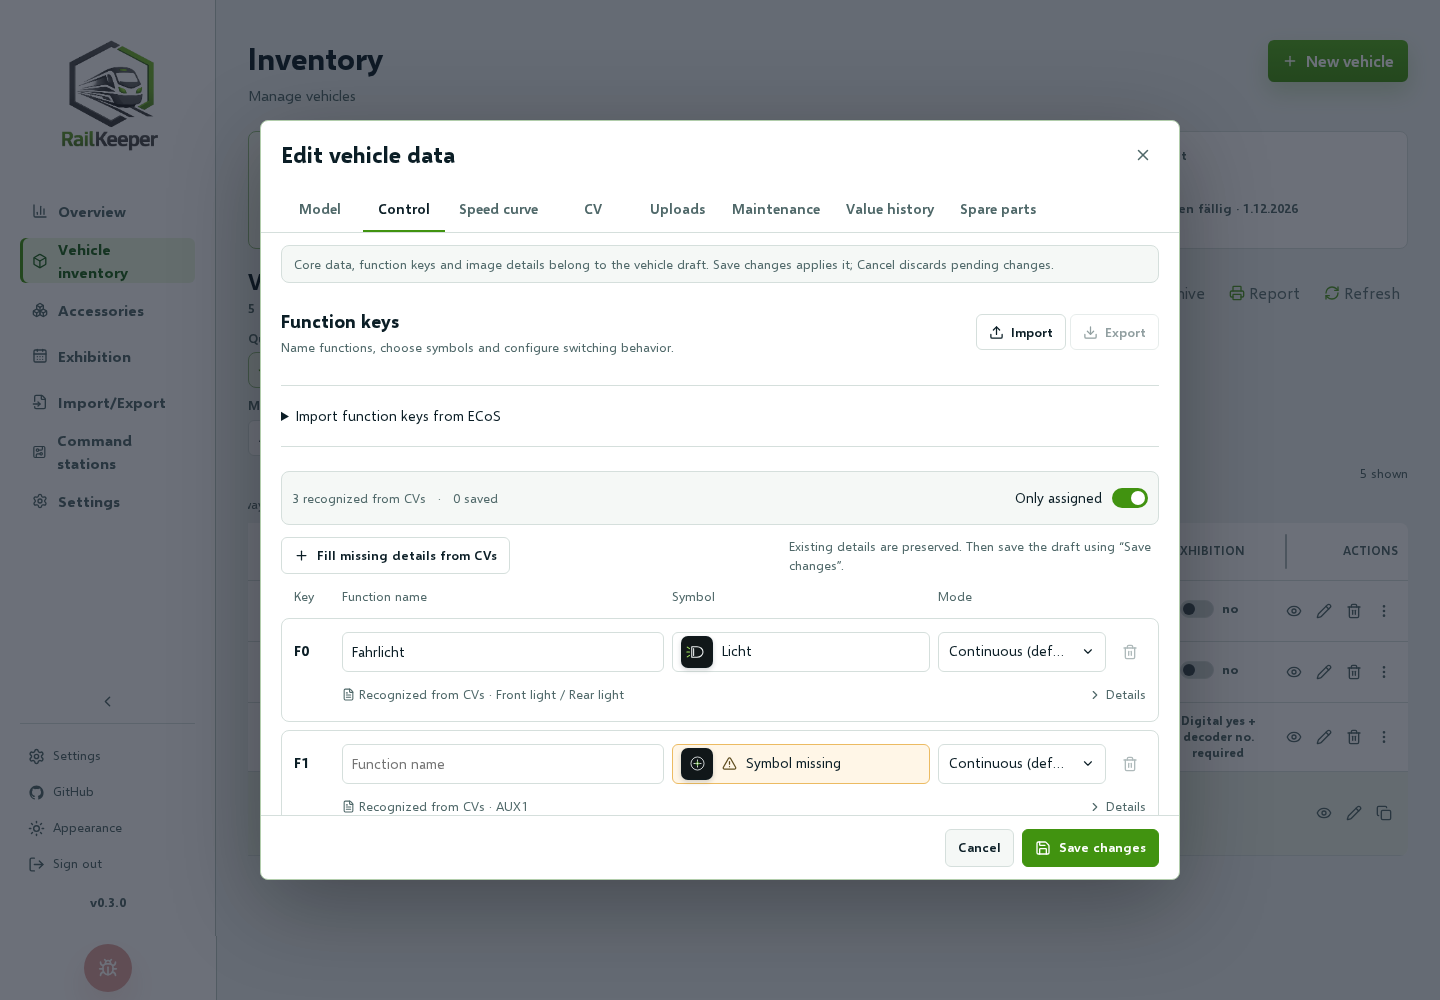 RailKeeper
Overview
Vehicle
inventory
Accessories
Exhibition
Import/Export
Command
stations
Settings
Settings
GitHub
Appearance
Sign out
v0.3.0
Inventory
Manage vehicles
New vehicle
en fällig · 1.12.2026
Report
Refresh
5 shown
ACTIONS
no
no
Digital yes +
decoder no.
required
Edit vehicle data
Model
Control
Speed curve
CV
Uploads
Maintenance
Value history
Spare parts
Core data, function keys and image details belong to the vehicle draft. Save changes applies it; Cancel discards pending changes.
Function keys
Name functions, choose symbols and configure switching behavior.
Import
Export
Import function keys from ECoS
3 recognized from CVs · 0 saved
Only assigned
Fill missing details from CVs
Existing details are preserved. Then save the draft using “Save
changes”.
Key
Function name
Symbol
Mode
F0
Fahrlicht
Licht
Continuous (def...
Recognized from CVs · Front light / Rear light
Details
F1
Function name
Symbol missing
Continuous (def...
Recognized from CVs · AUX1
Details
Cancel
Save changes